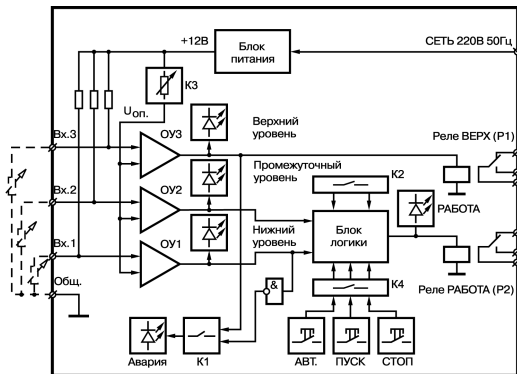 +12В
Блок
питания
СЕТЬ 220В 50Гц
К3
Uоп.
Вх.3
ОУ3
Верхний
уровень
Реле ВЕРХ (Р1)
Промежуточный
уровень
Вх.2
ОУ2
К2
РАБОТА
Нижний
уровень
Блок
логики
Вх.1
ОУ1
Общ.
&
К4
Реле РАБОТА (Р2)
Авария
К1
АВТ.
ПУСК
СТОП